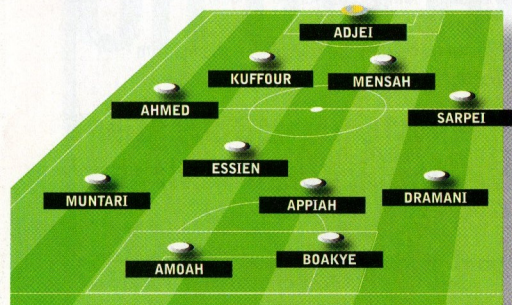 ADJEI
KUFFOUR
MENSAH
AHMED
SARPEI
ESSIEN
MUNTARI
APPIAH
DRAMANI
AMOAH
BOAKYE